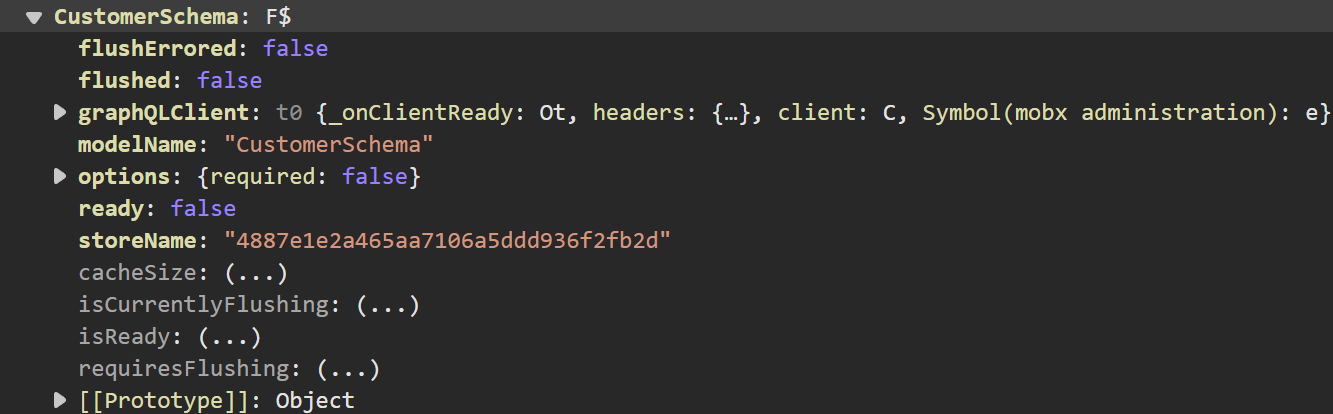 CustomerSchema: F$
flushErrored: false
flushed: false
graphQLClient: t0 {_onClientReady: Ot, headers: {…}, client: C, Symbol(mobx administration): e}
modelName: "CustomerSchema"
options: {required: false}
ready: false
storeName: "4887e1e2a465aa7106a5ddd936f2fb2d"
cacheSize: (...)
isCurrentlyFlushing: (...)
isReady: (...)
requiresFlushing: (...)
[[Prototype]]: Object